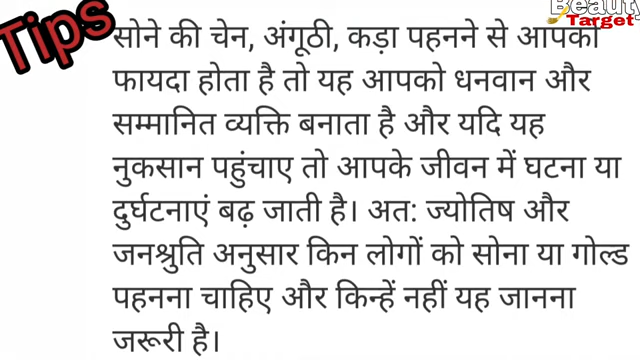 Tips
Beauty
Target
सोने की चेन, अंगूठी, कड़ा पहनने से आपको
फायदा होता है तो यह आपको धनवान और
सम्मानित व्यक्ति बनाता है और यदि यह
नुकसान पहुंचाए तो आपके जीवन में घटना या
दुर्घटनाएं बढ़ जाती है। अत: ज्योतिष और
जनश्रुति अनुसार किन लोगों को सोना या गोल्ड
पहनना चाहिए और किन्हें नहीं यह जानना
जरूरी है।